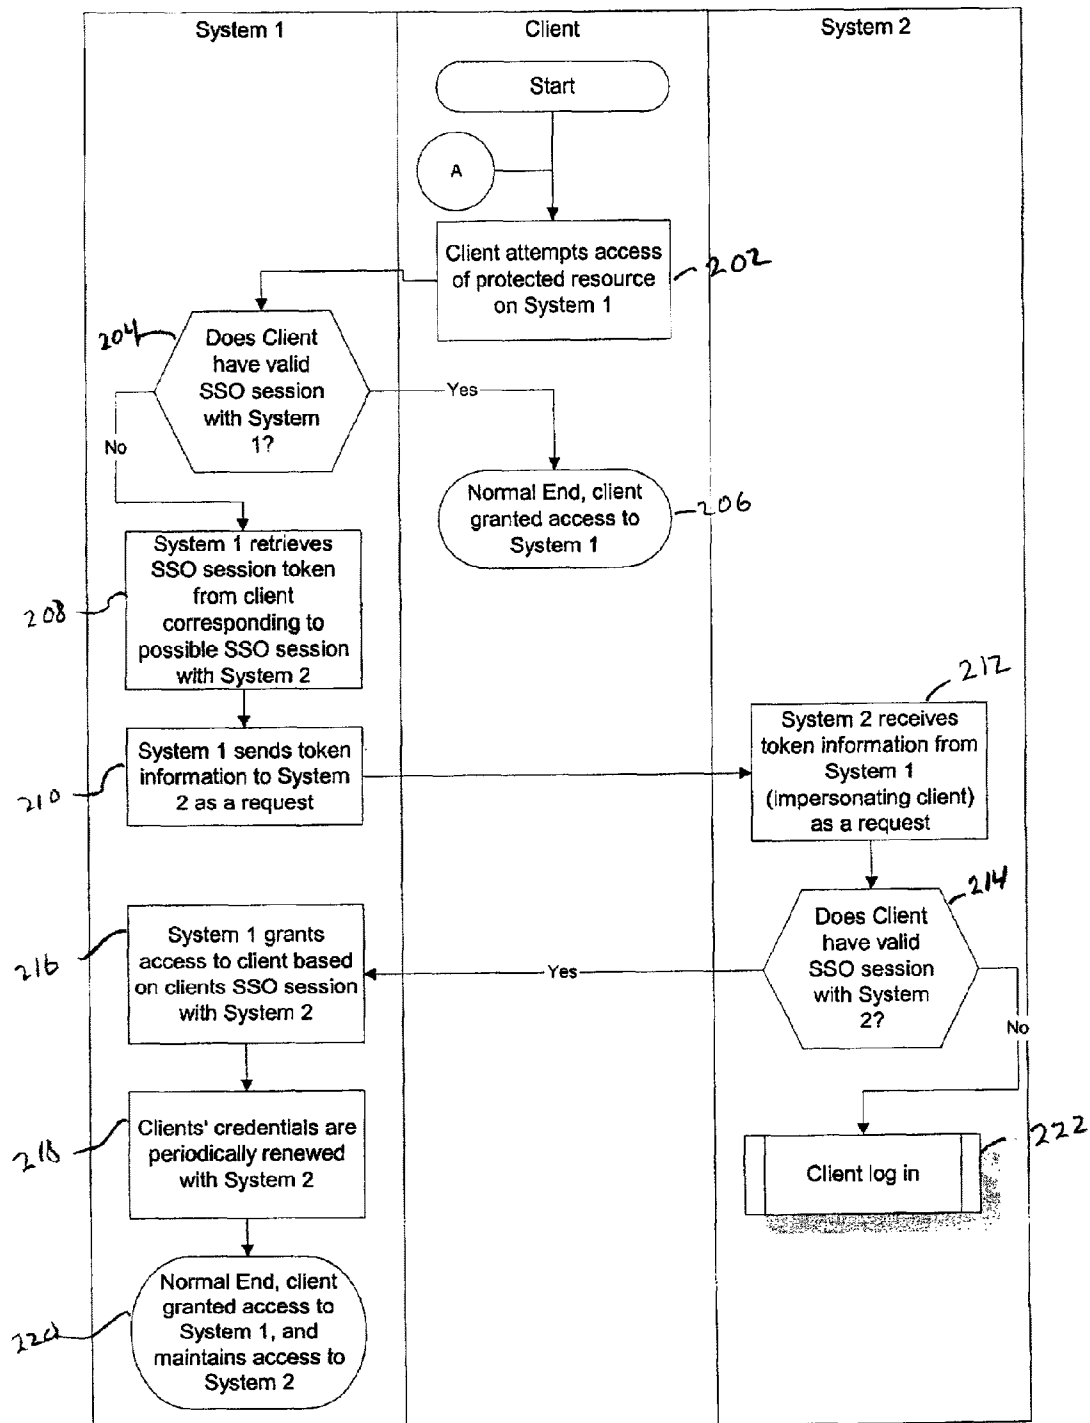 System 1
Client
System 2
Start
A
Client attempts access
of protected resource
on System 1
202
204
Does Client
have valid
SSO session
with System
1?
Yes
No
Normal End, client
granted access to
System 1
206
System 1 retrieves
SSO session token
from client
corresponding to
possible SSO session
with System 2
208
System 1 sends token
information to System
2 as a request
210
212
System 2 receives
token information from
System 1
(impersonating client)
as a request
214
Does Client
have valid
SSO session
with System
2?
Yes
No
System 1 grants
access to client based
on clients SSO session
with System 2
216
Clients' credentials are
periodically renewed
with System 2
218
222
Client log in
Normal End, client
granted access to
System 1, and
maintains access to
System 2
220